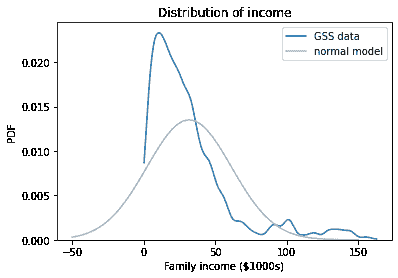 Distribution of income
GSS data
normal model
0.020
0.015
0.010
0.005
0.000
PDF
−50
0
50
100
150
Family income ($1000s)